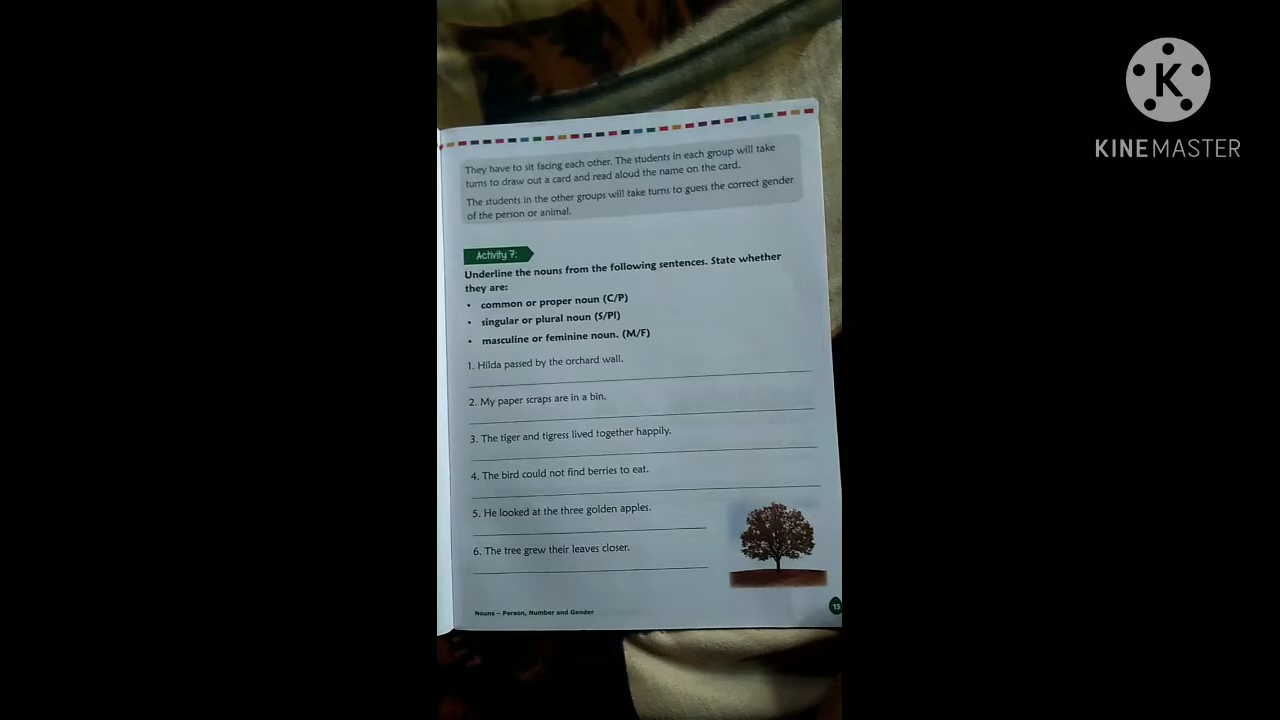 K
KINEMASTER
They have to sit facing each other. The students in each group will take
turns to draw out a card and read aloud the name on the card.
The students in the other groups will take turns to guess the correct gender
of the person or animal.
Activity 7:
Underline the nouns from the following sentences. State whether
they are:
• common or proper noun (C/P)
• singular or plural noun (S/Pl)
• masculine or feminine noun. (M/F)
1. Hilda passed by the orchard wall.
2. My paper scraps are in a bin.
3. The tiger and tigress lived together happily.
4. The bird could not find berries to eat.
5. He looked at the three golden apples.
6. The tree grew their leaves closer.
Nouns – Person, Number and Gender
15